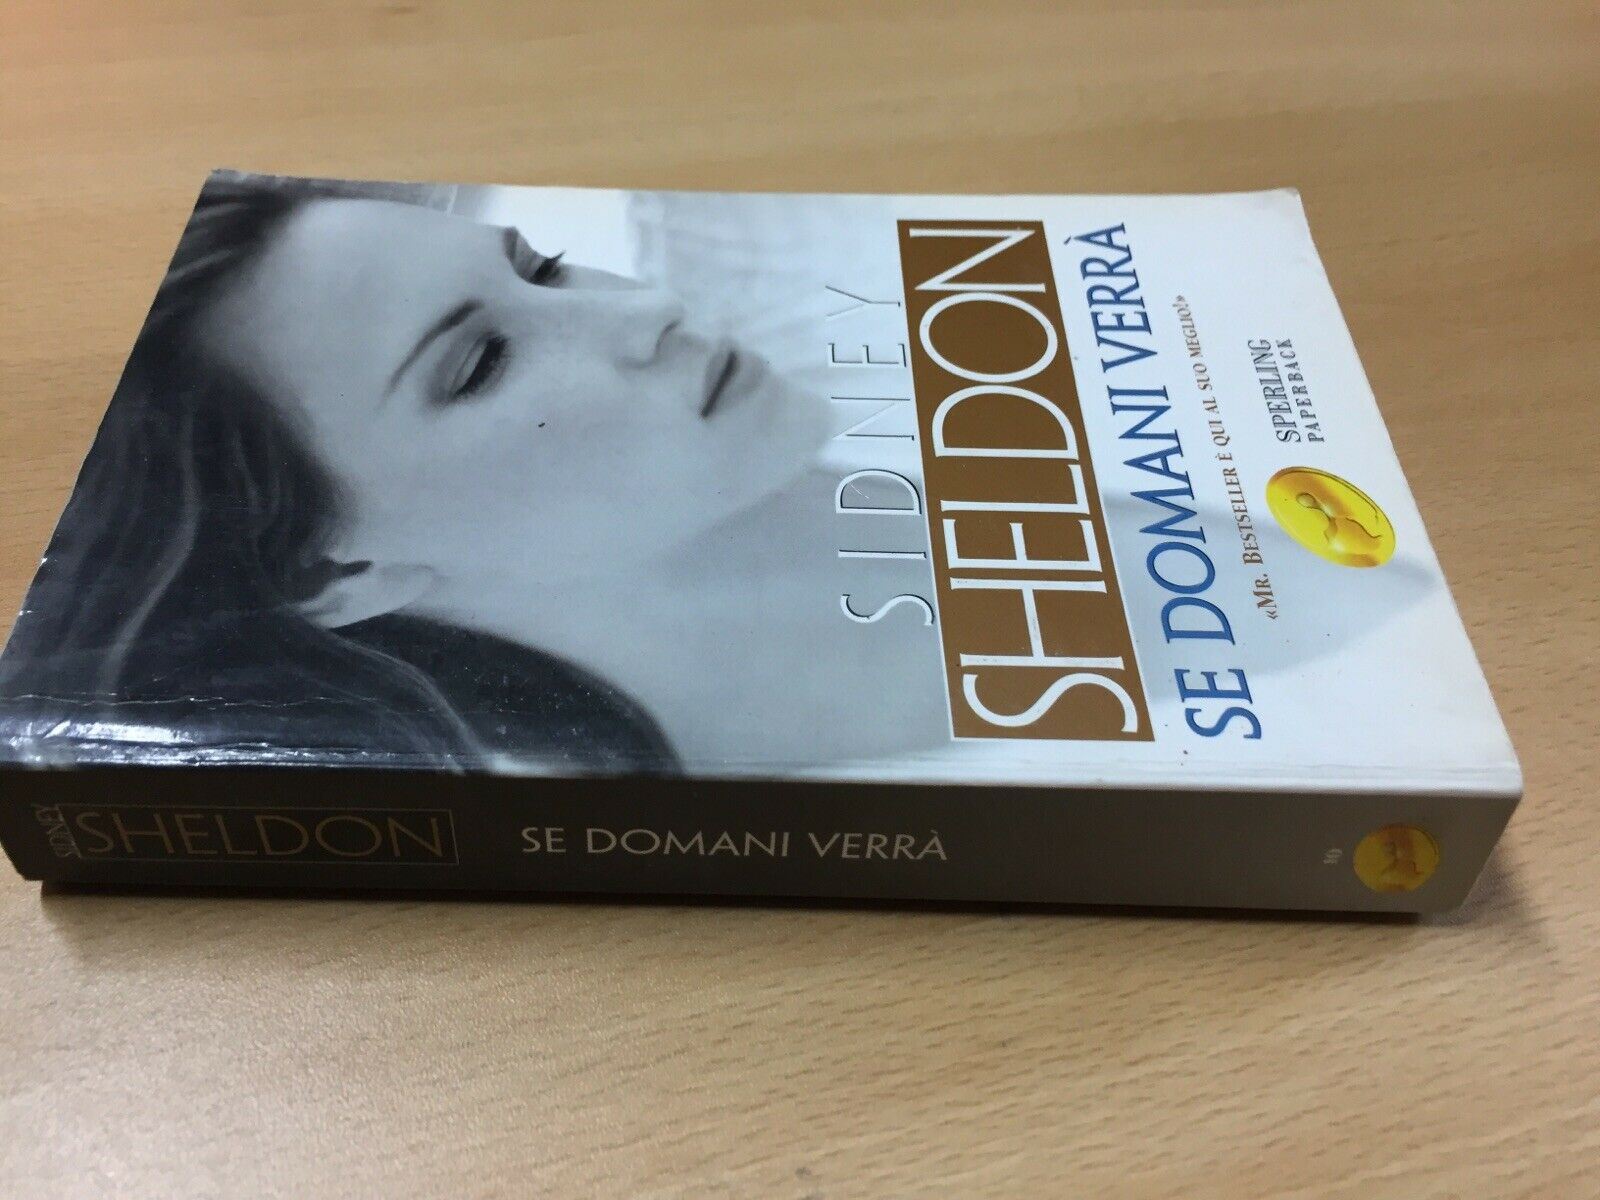 SIDNEY
SHELDON
SE DOMANI VERRÀ
«MR. BESTSELLER È QUI AL SUO MEGLIO!»
SPERLING
PAPERBACK
SIDNEY
SHELDON
SE DOMANI VERRÀ